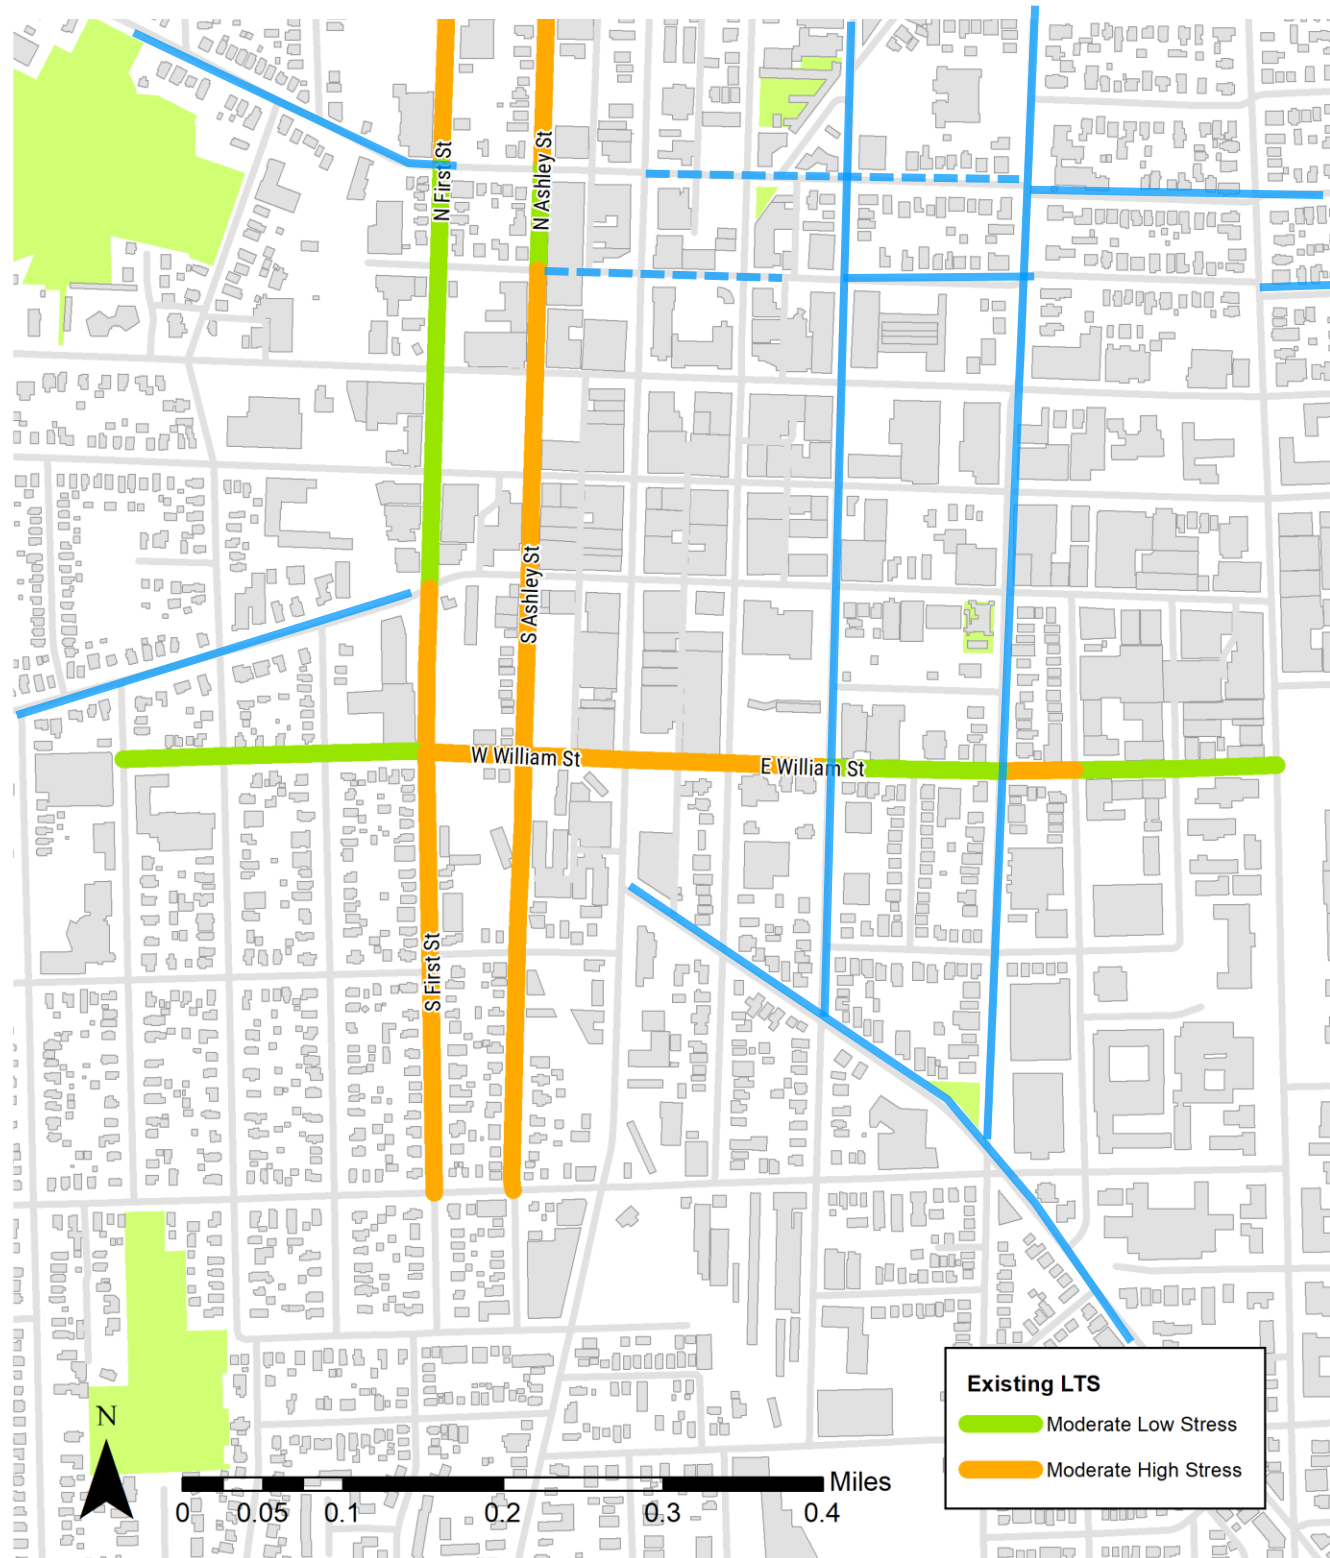 N First St
N Ashley St
S Ashley St
W William St
E William St
S First St
Existing LTS
Moderate Low Stress
Moderate High Stress
N
Miles
0 0.05 0.1 0.2 0.3 0.4